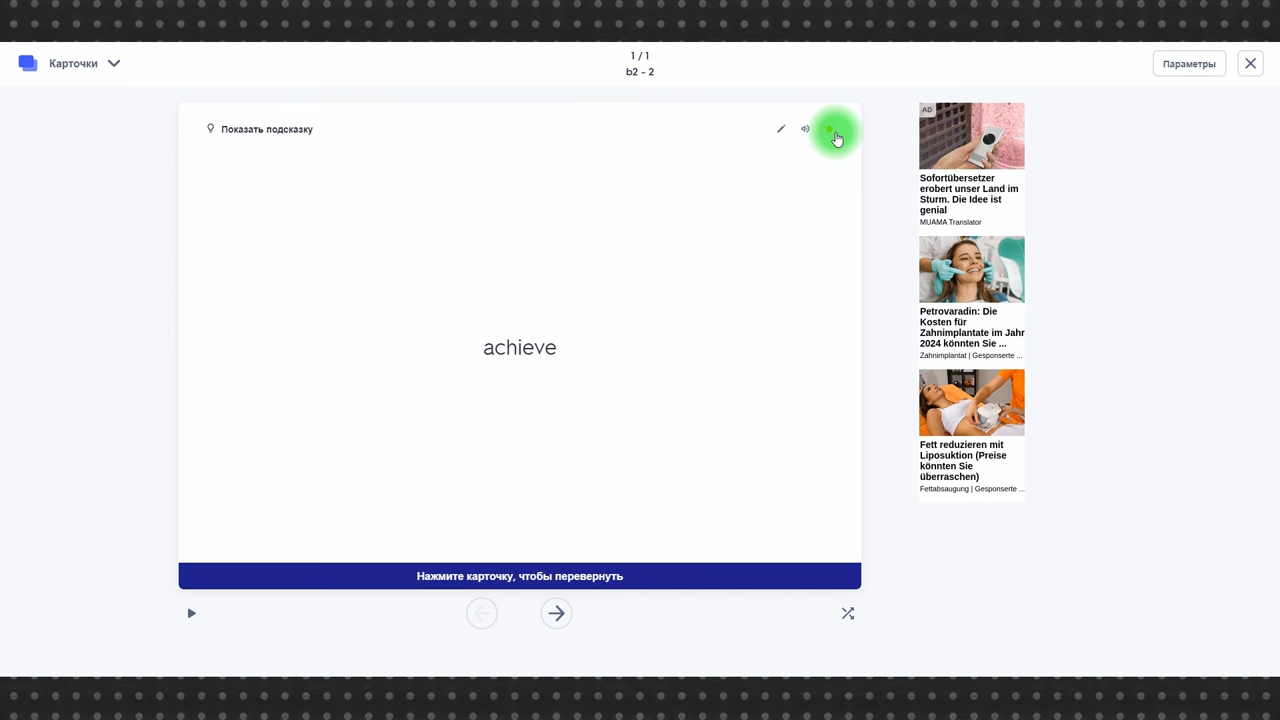 Карточки
1 / 1
b2 - 2
Параметры
Показать подсказку
achieve
Нажмите карточку, чтобы перевернуть
AD
Sofortübersetzer
erobert unser Land im
Sturm. Die Idee ist
genial
MUAMA Translator
Petrovaradin: Die
Kosten für
Zahnimplantate im Jahr
2024 könnten Sie ...
Zahnimplantat | Gesponserte ...
Fett reduzieren mit
Liposuktion (Preise
könnten Sie
überraschen)
Fettabsaugung | Gesponserte ...